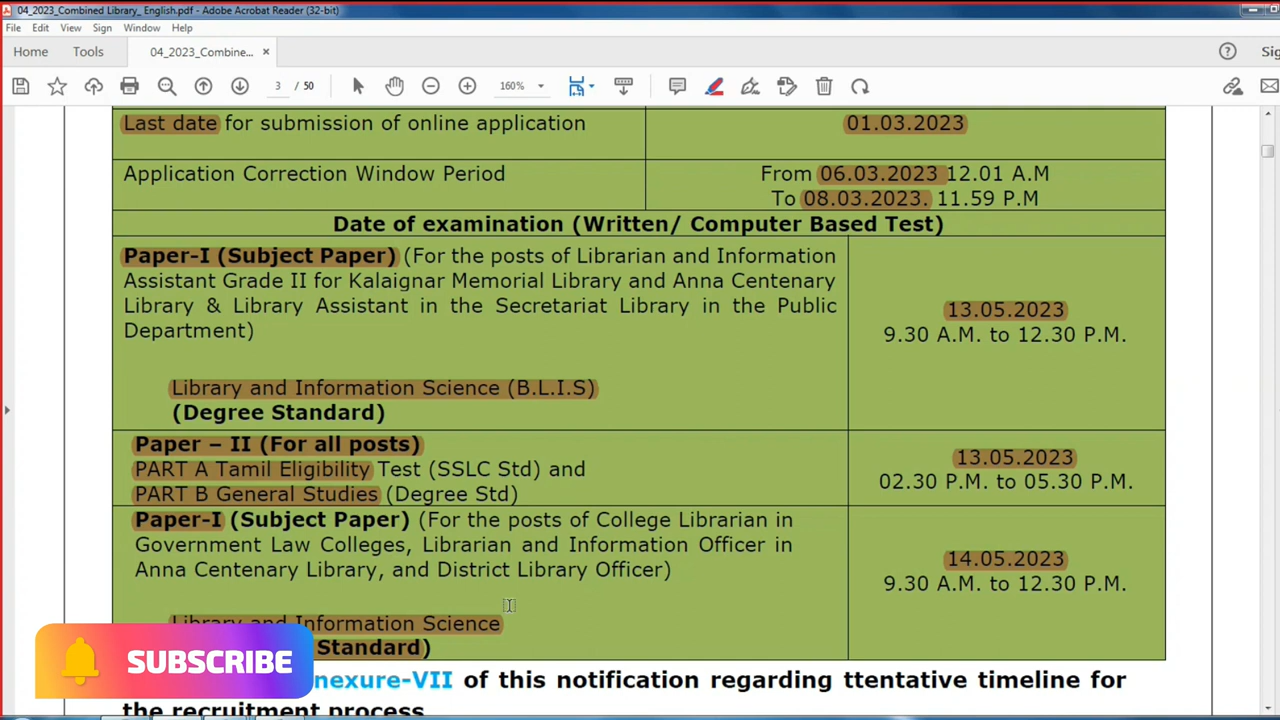 04_2023_Combined Library_ English.pdf - Adobe Acrobat Reader (32-bit)
File Edit View Sign Window Help
Home Tools 04_2023_Combine... ×
3 / 50 160%
Last date for submission of online application 01.03.2023
Application Correction Window Period From 06.03.2023 12.01 A.M
To 08.03.2023. 11.59 P.M
Date of examination (Written/ Computer Based Test)
Paper-I (Subject Paper) (For the posts of Librarian and Information
Assistant Grade II for Kalaignar Memorial Library and Anna Centenary
Library & Library Assistant in the Secretariat Library in the Public
Department)
13.05.2023
9.30 A.M. to 12.30 P.M.
Library and Information Science (B.L.I.S)
(Degree Standard)
Paper – II (For all posts)
PART A Tamil Eligibility Test (SSLC Std) and
PART B General Studies (Degree Std)
13.05.2023
02.30 P.M. to 05.30 P.M.
Paper-I (Subject Paper) (For the posts of College Librarian in
Government Law Colleges, Librarian and Information Officer in
Anna Centenary Library, and District Library Officer)
14.05.2023
9.30 A.M. to 12.30 P.M.
Library and Information Science
Standard)
SUBSCRIBE
nexure-VII of this notification regarding ttentative timeline for
the recruitment process